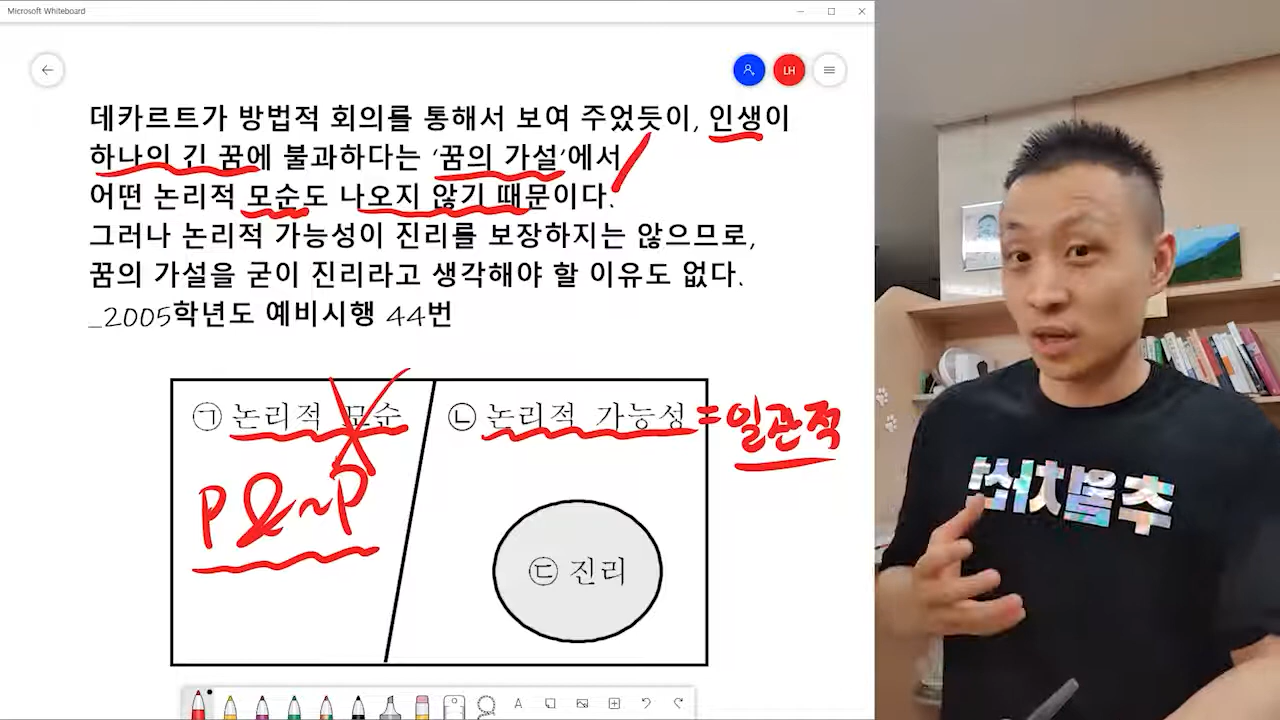 Microsoft Whiteboard
LH
데카르트가 방법적 회의를 통해서 보여 주었듯이, 인생이
하나의 긴 꿈에 불과하다는 ‘꿈의 가설’에서
어떤 논리적 모순도 나오지 않기 때문이다.
그러나 논리적 가능성이 진리를 보장하지는 않으므로,
꿈의 가설을 굳이 진리라고 생각해야 할 이유도 없다.
_2005학년도 예비시행 44번
㉠ 논리적 모순
㉡ 논리적 가능성 = 일관적
P & ~P
㉢ 진리
A